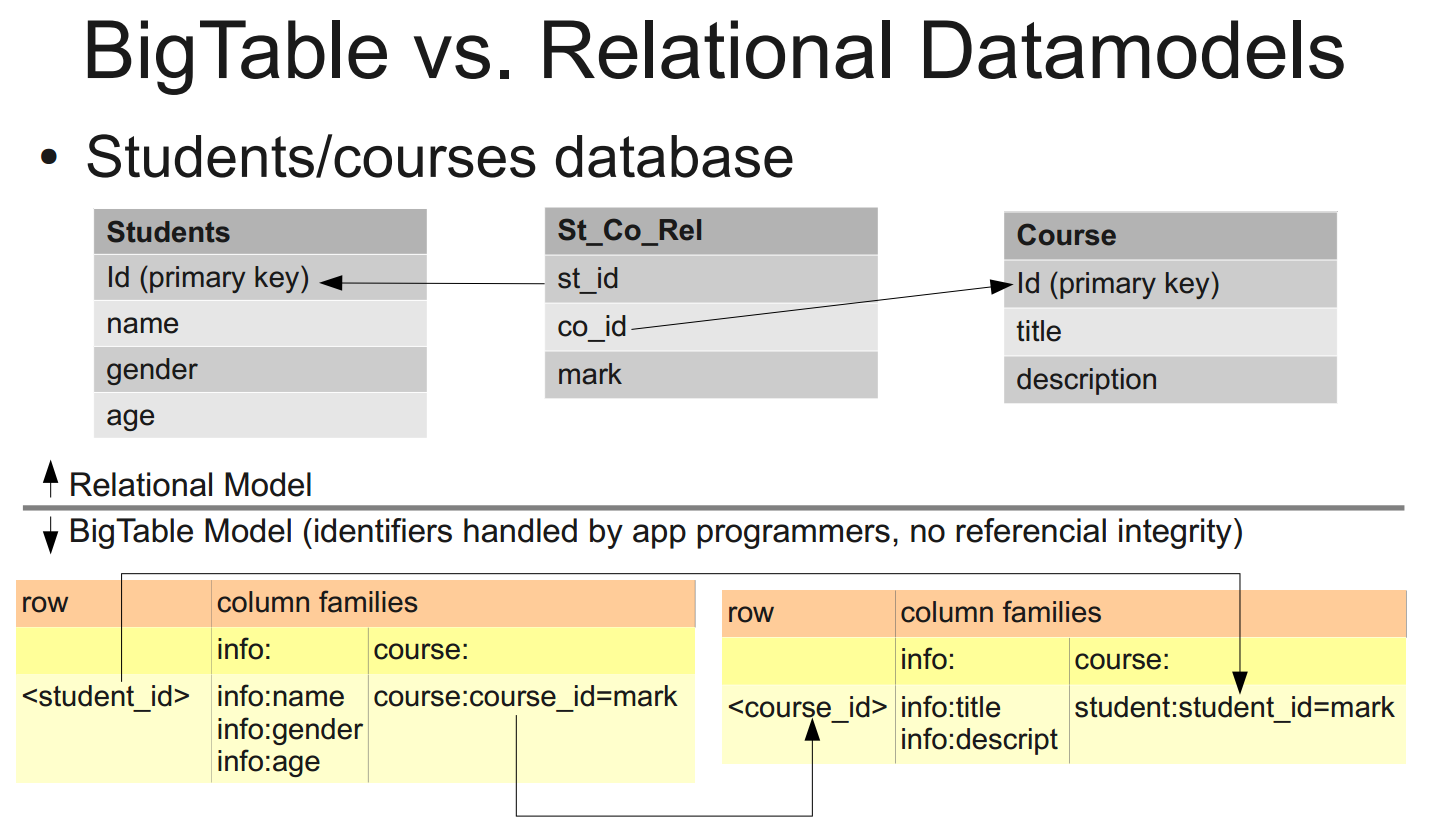 BigTable vs. Relational Datamodels
• Students/courses database
Students
Id (primary key)
name
gender
age
St_Co_Rel
st_id
co_id
mark
Course
Id (primary key)
title
description
Relational Model
BigTable Model (identifiers handled by app programmers, no referencial integrity)
row column families
info: course:
<student_id> info:name course:course_id=mark
info:gender
info:age
row column families
info: course:
<course_id> info:title student:student_id=mark
info:descript